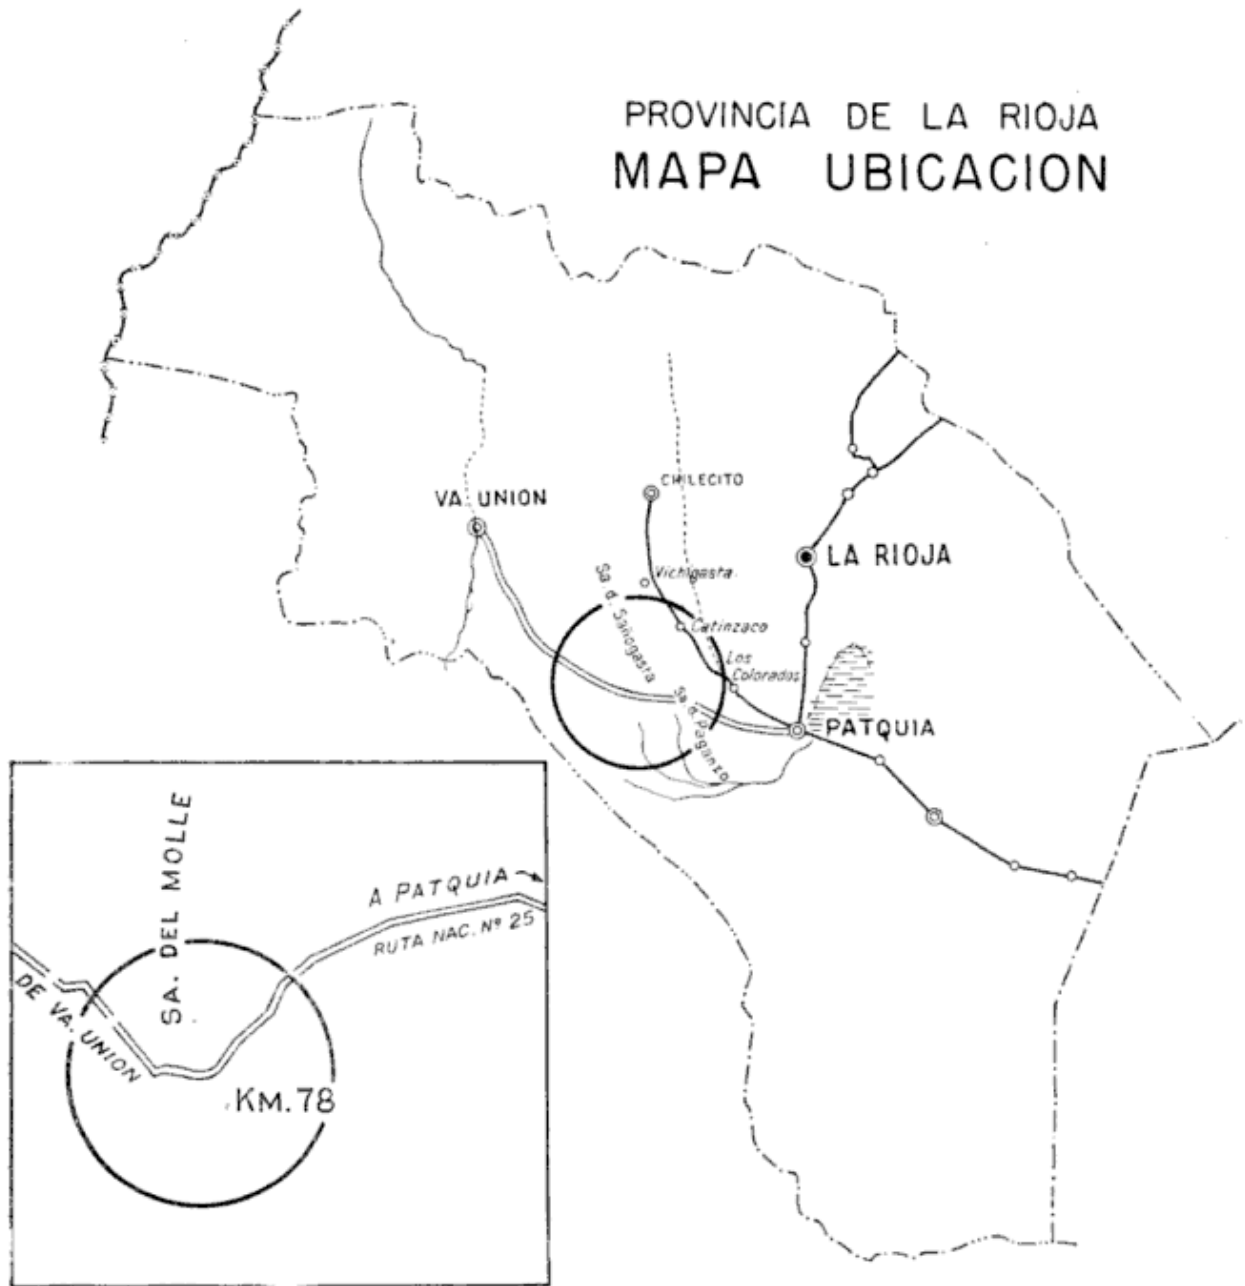 PROVINCIA DE LA RIOJA
MAPA UBICACION
CHILECITO
VA. UNION
LA RIOJA
Vichigasta
Catinzaco
Sa d. Sañogasta
Los
Colorados
Sa d. Paganzo
PATQUIA
SA. DEL MOLLE
A PATQUIA
RUTA NAC. Nº 25
DE VA. UNION
KM. 78